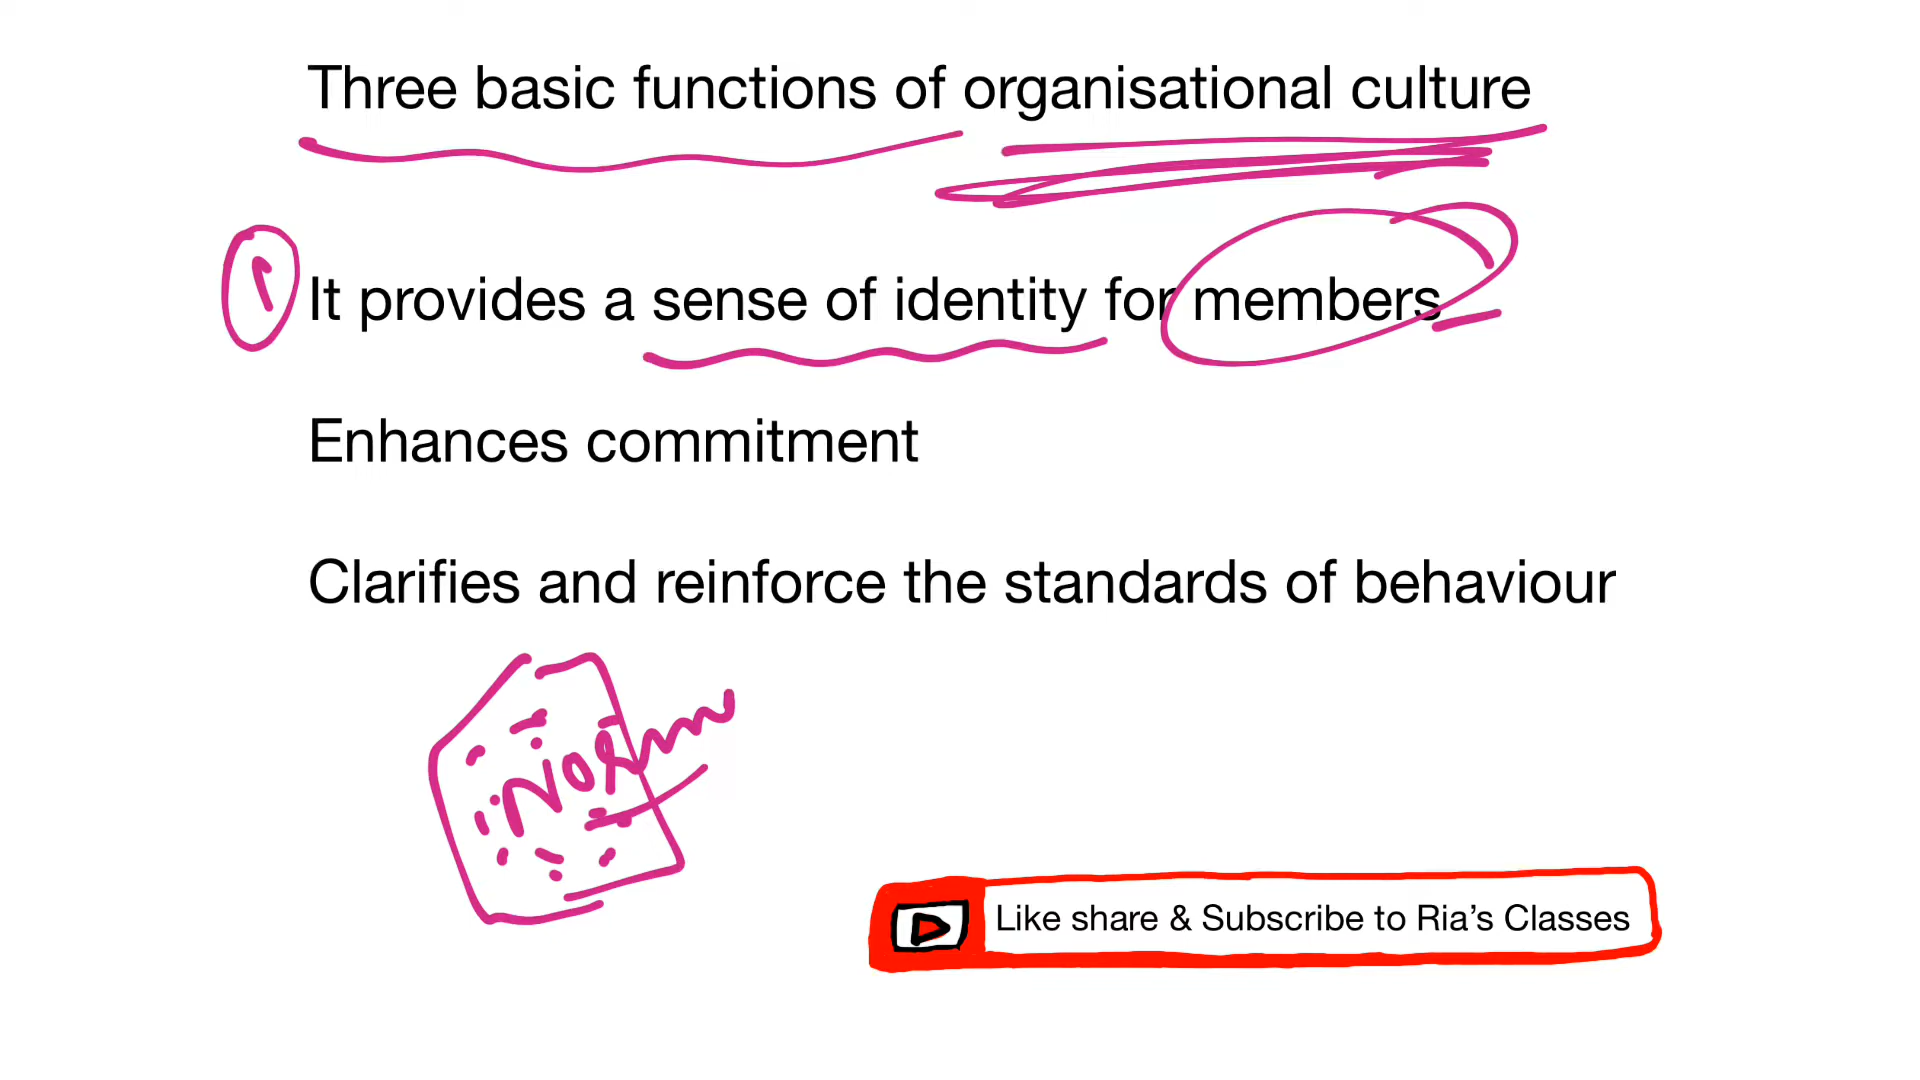 Three basic functions of organisational culture
1 It provides a sense of identity for members
Enhances commitment
Clarifies and reinforce the standards of behaviour
Norm
Like share & Subscribe to Ria’s Classes